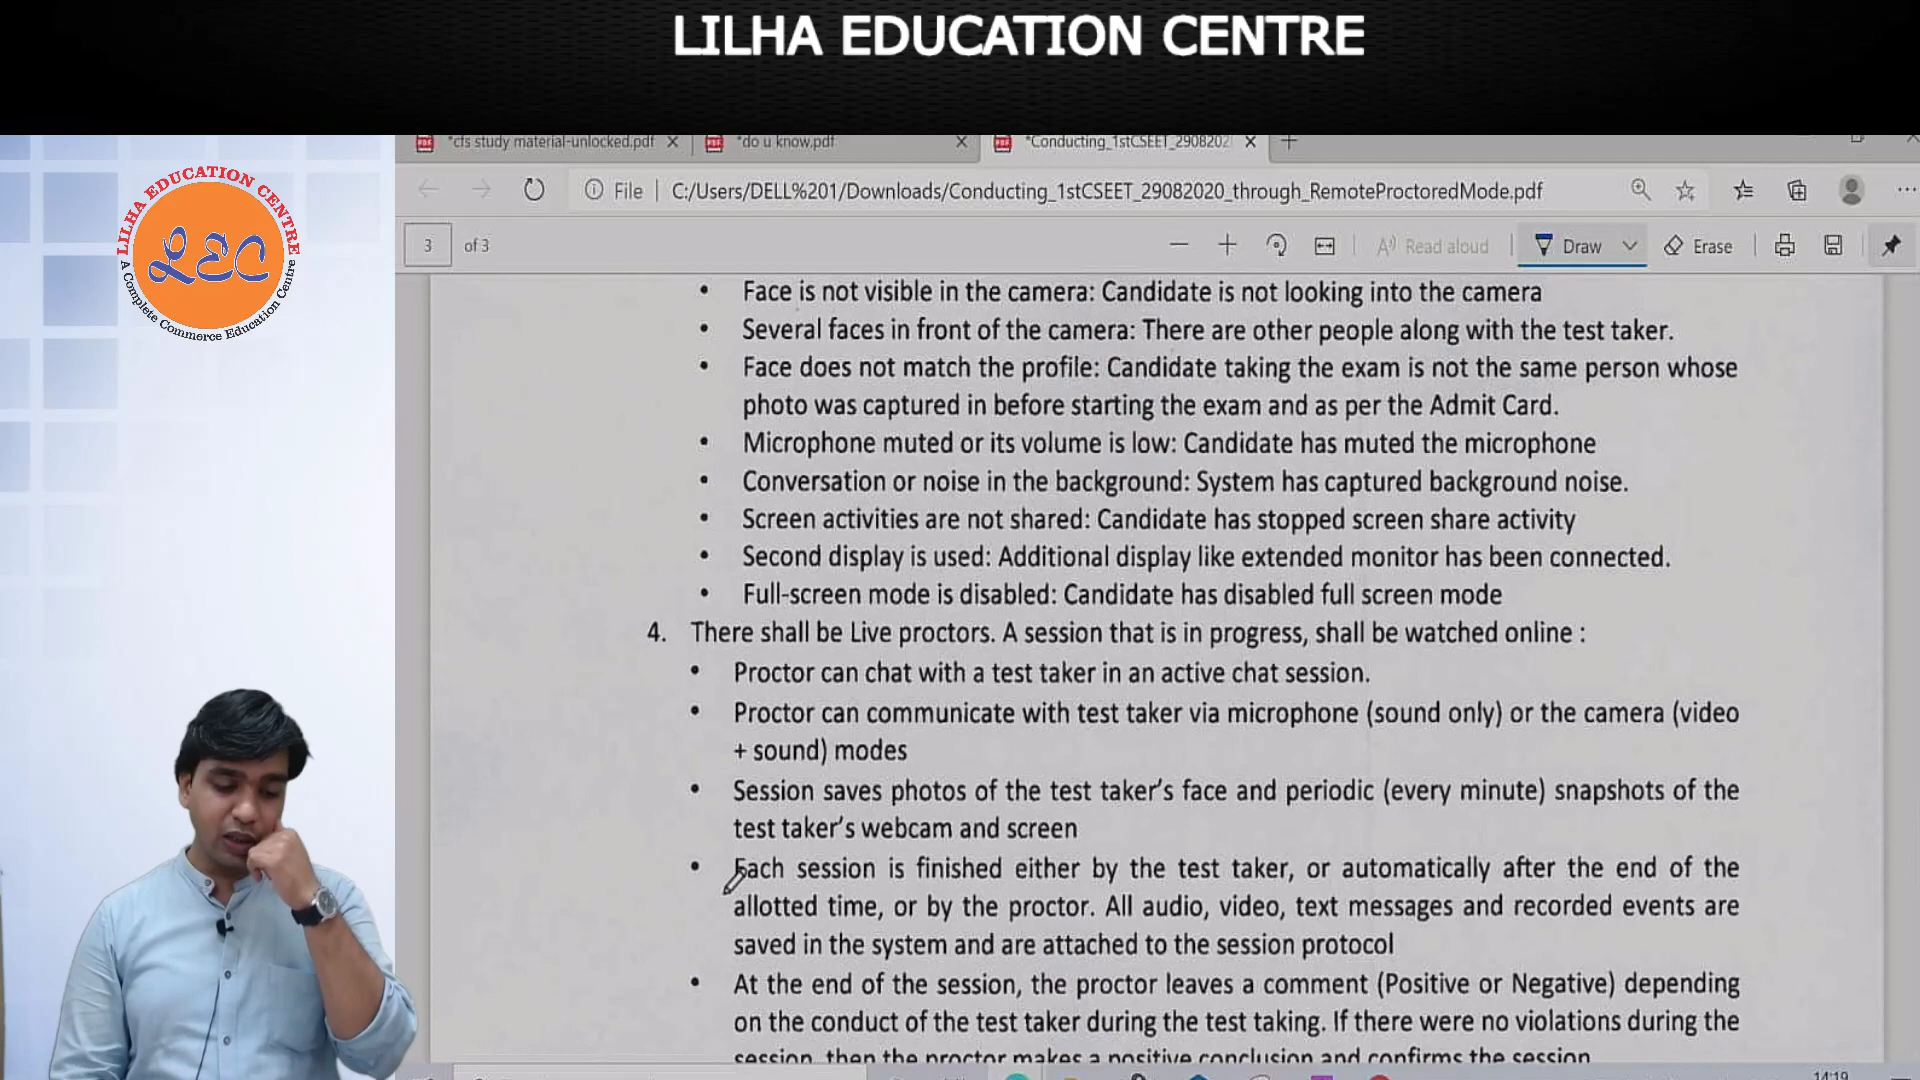 LILHA EDUCATION CENTRE
LILHA EDUCATION CENTRE
LEC
A Complete Commerce Education Centre
*cfs study material-unlocked.pdf
*do u know.pdf
*Conducting_1stCSEET_2908202
File
C:/Users/DELL%201/Downloads/Conducting_1stCSEET_29082020_through_RemoteProctoredMode.pdf
3 of 3
Read aloud
Draw
Erase
• Face is not visible in the camera: Candidate is not looking into the camera
• Several faces in front of the camera: There are other people along with the test taker.
• Face does not match the profile: Candidate taking the exam is not the same person whose
photo was captured in before starting the exam and as per the Admit Card.
• Microphone muted or its volume is low: Candidate has muted the microphone
• Conversation or noise in the background: System has captured background noise.
• Screen activities are not shared: Candidate has stopped screen share activity
• Second display is used: Additional display like extended monitor has been connected.
• Full-screen mode is disabled: Candidate has disabled full screen mode
4. There shall be Live proctors. A session that is in progress, shall be watched online :
• Proctor can chat with a test taker in an active chat session.
• Proctor can communicate with test taker via microphone (sound only) or the camera (video
+ sound) modes
• Session saves photos of the test taker's face and periodic (every minute) snapshots of the
test taker's webcam and screen
• Each session is finished either by the test taker, or automatically after the end of the
allotted time, or by the proctor. All audio, video, text messages and recorded events are
saved in the system and are attached to the session protocol
• At the end of the session, the proctor leaves a comment (Positive or Negative) depending
on the conduct of the test taker during the test taking. If there were no violations during the
session, then the proctor makes a positive conclusion and confirms the session
14:19